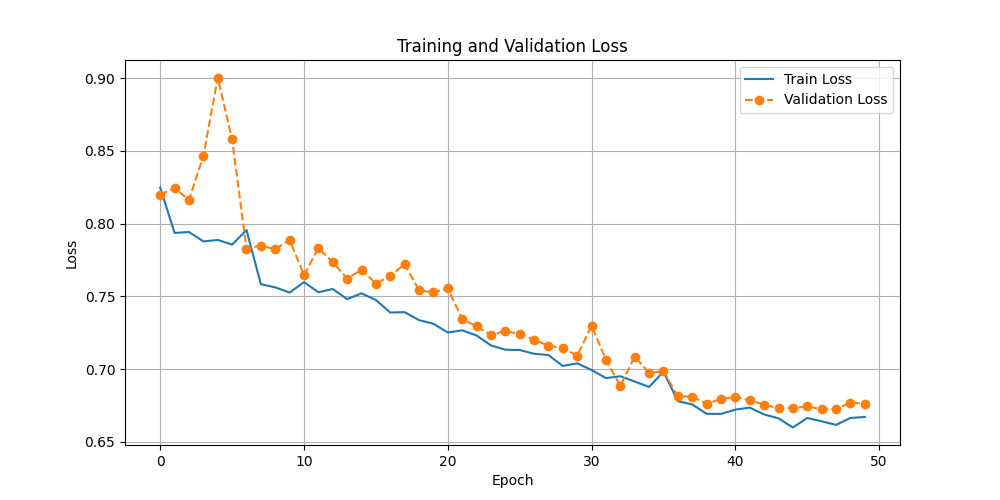 Training and Validation Loss
Train Loss
Validation Loss
Loss
0.90
0.85
0.80
0.75
0.70
0.65
0 10 20 30 40 50
Epoch